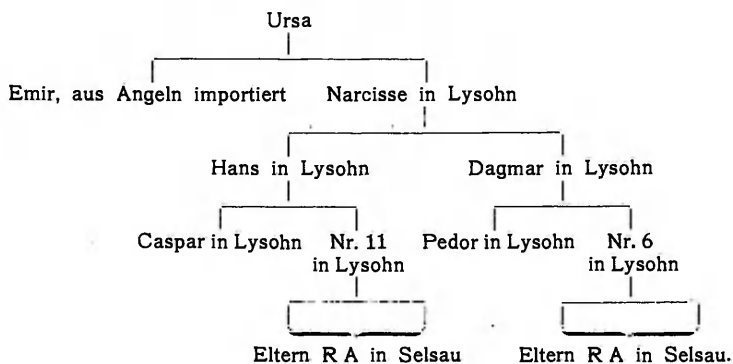 Ursa
Emir, aus Angeln importiert Narcisse in Lysohn
Hans in Lysohn Dagmar in Lysohn
Caspar in Lysohn Nr. 11 Pedor in Lysohn Nr. 6
in Lysohn in Lysohn
Eltern R A in Selsau Eltern. R A in Selsau.